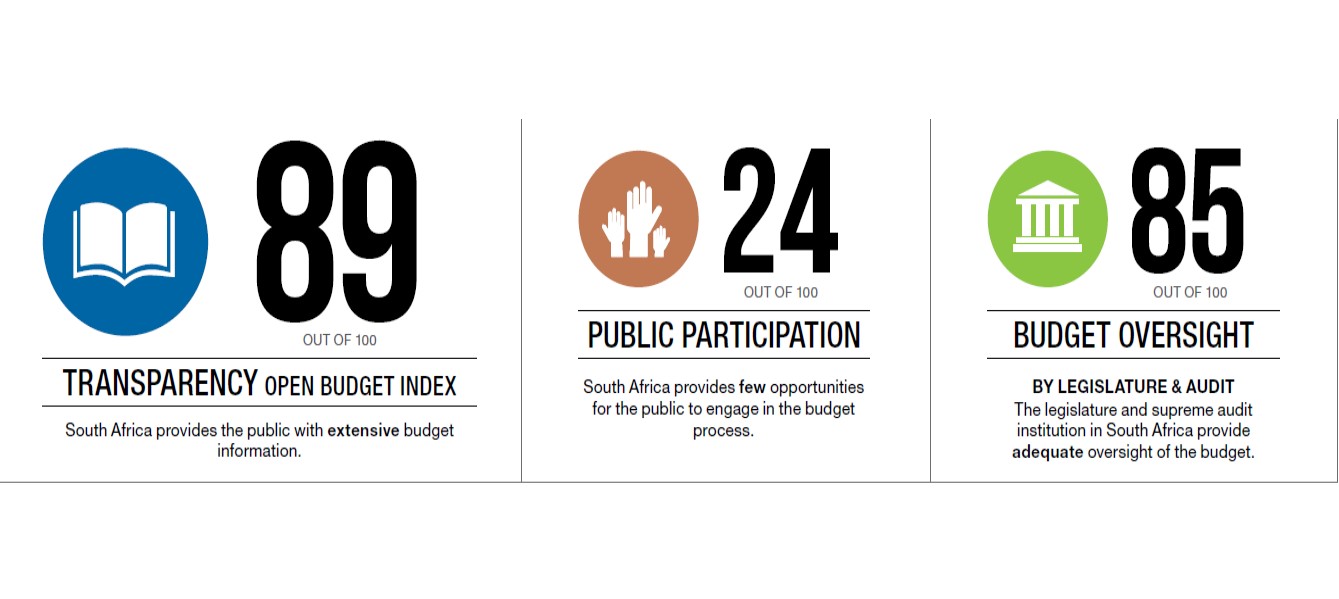 89
OUT OF 100
TRANSPARENCY OPEN BUDGET INDEX
South Africa provides the public with extensive budget
information.
24
OUT OF 100
PUBLIC PARTICIPATION
South Africa provides few opportunities
for the public to engage in the budget
process.
85
OUT OF 100
BUDGET OVERSIGHT
BY LEGISLATURE & AUDIT
The legislature and supreme audit
institution in South Africa provide
adequate oversight of the budget.